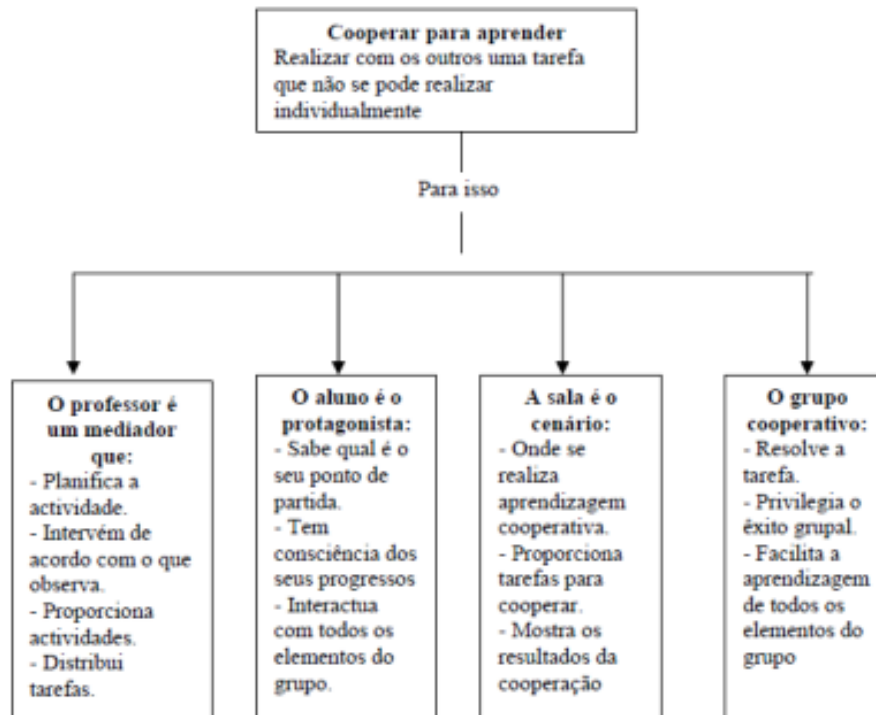 Cooperar para aprender
Realizar com os outros uma tarefa
que não se pode realizar
individualmente
Para isso
O professor é
um mediador
que:
- Planifica a
actividade.
- Intervém de
acordo com o que
observa.
- Proporciona
actividades.
- Distribui
tarefas.
O aluno é o
protagonista:
- Sabe qual é o
seu ponto de
partida.
- Tem
consciência dos
seus progressos
- Interactua
com todos os
elementos do
grupo.
A sala é o
cenário:
- Onde se
realiza
aprendizagem
cooperativa.
- Proporciona
tarefas para
cooperar.
- Mostra os
resultados da
cooperação
O grupo
cooperativo:
- Resolve a
tarefa.
- Privilegia o
êxito grupal.
- Facilita a
aprendizagem
de todos os
elementos do
grupo